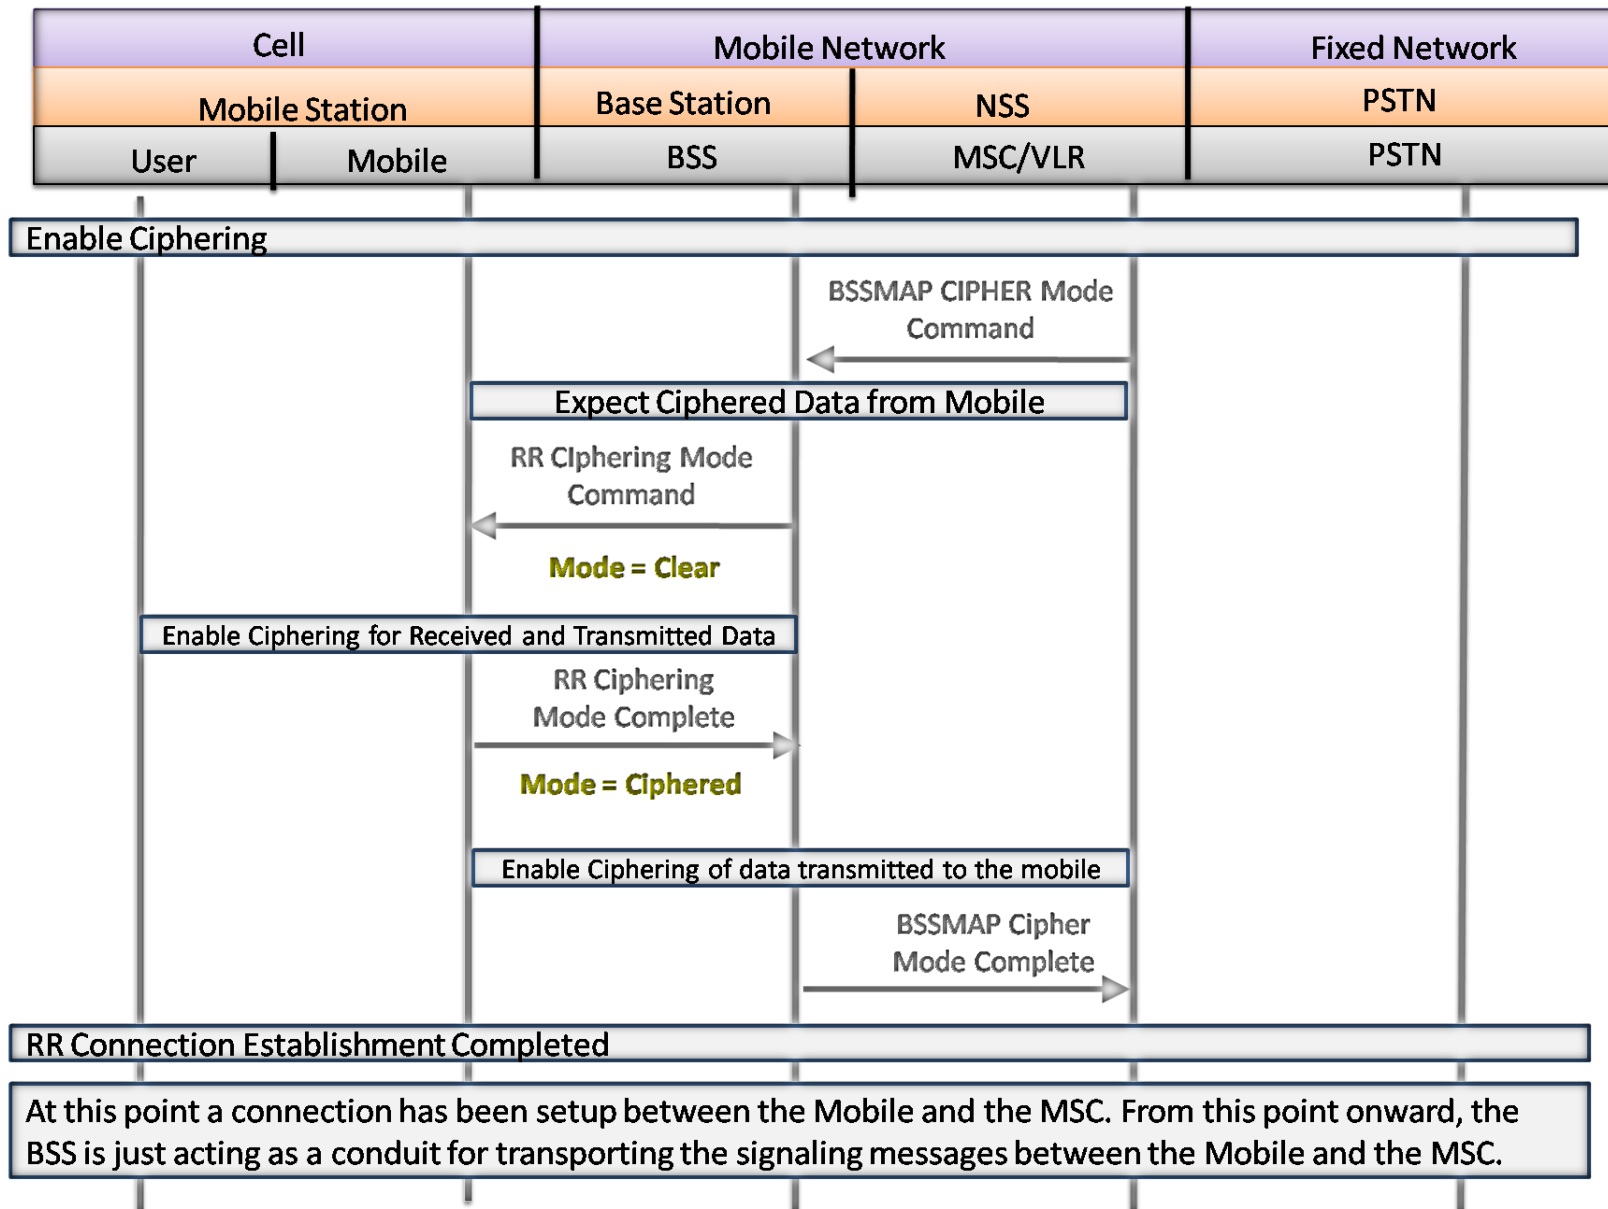 Cell
Mobile Network
Fixed Network
Mobile Station
Base Station
NSS
PSTN
User
Mobile
BSS
MSC/VLR
PSTN
Enable Ciphering
BSSMAP CIPHER Mode
Command
Expect Ciphered Data from Mobile
RR CIphering Mode
Command
Mode = Clear
Enable Ciphering for Received and Transmitted Data
RR Ciphering
Mode Complete
Mode = Ciphered
Enable Ciphering of data transmitted to the mobile
BSSMAP Cipher
Mode Complete
RR Connection Establishment Completed
At this point a connection has been setup between the Mobile and the MSC. From this point onward, the
BSS is just acting as a conduit for transporting the signaling messages between the Mobile and the MSC.